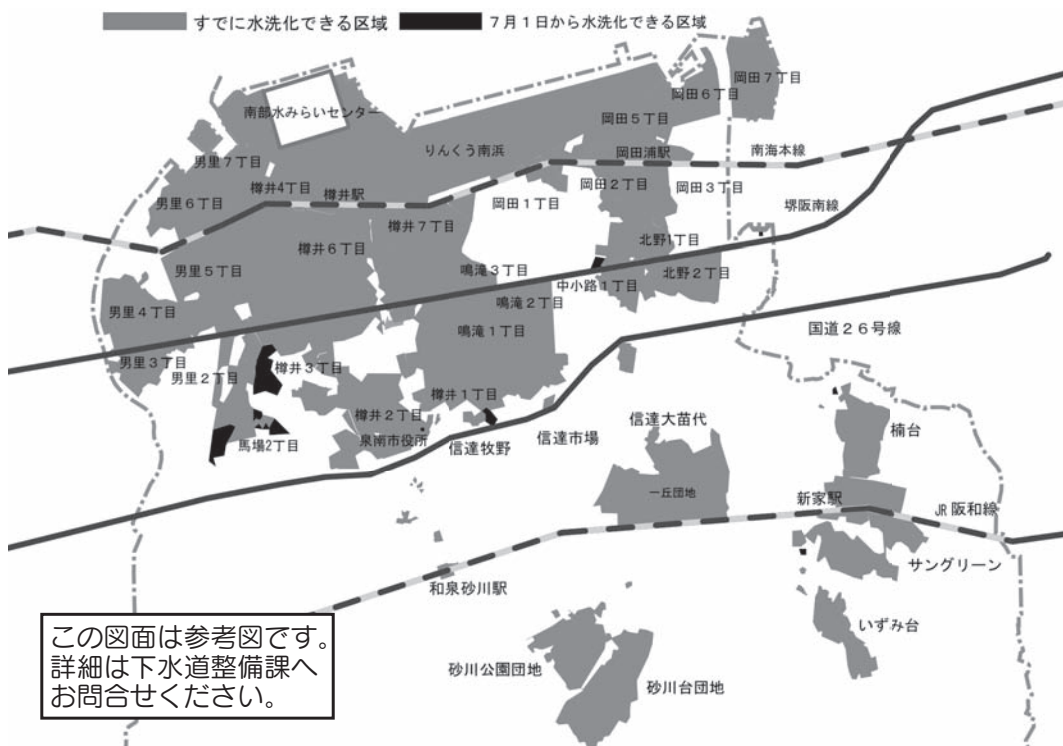 すでに水洗化できる区域
７月１日から水洗化できる区域
岡田７丁目
岡田６丁目
南部水みらいセンター
岡田５丁目
りんくう南浜
岡田浦駅
南海本線
男里７丁目
樽井4丁目
樽井駅
岡田２丁目
岡田３丁目
男里６丁目
岡田１丁目
堺阪南線
樽井７丁目
樽井６丁目
北野1丁目
男里５丁目
鳴滝３丁目
北野２丁目
中小路１丁目
鳴滝２丁目
男里４丁目
鳴滝１丁目
国道２６号線
男里３丁目
樽井３丁目
男里２丁目
樽井１丁目
樽井２丁目
信達大苗代
楠台
泉南市役所
信達牧野
信達市場
馬場2丁目
一丘団地
新家駅
JR 阪和線
サングリーン
和泉砂川駅
いずみ台
この図面は参考図です。
詳細は下水道整備課へ
お問合せください。
砂川公園団地
砂川台団地